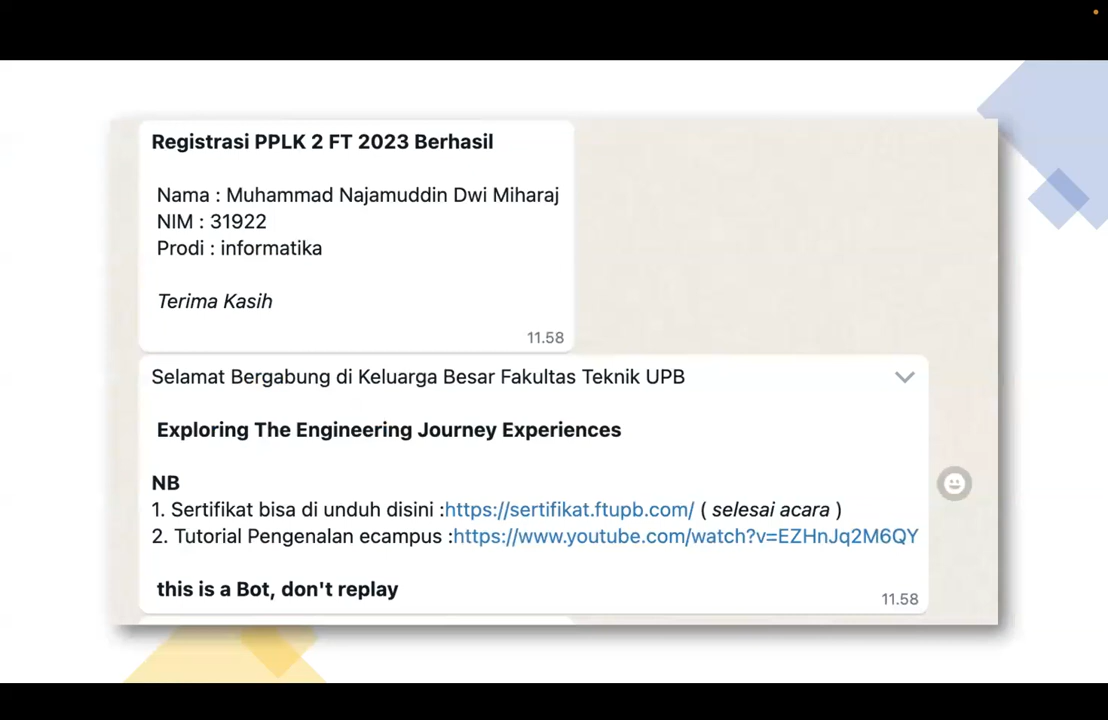 Registrasi PPLK 2 FT 2023 Berhasil
Nama : Muhammad Najamuddin Dwi Miharaj
NIM : 31922
Prodi : informatika
Terima Kasih
11.58
Selamat Bergabung di Keluarga Besar Fakultas Teknik UPB
Exploring The Engineering Journey Experiences
NB
1. Sertifikat bisa di unduh disini :https://sertifikat.ftupb.com/ ( selesai acara )
2. Tutorial Pengenalan ecampus :https://www.youtube.com/watch?v=EZHnJq2M6QY
this is a Bot, don't replay
11.58